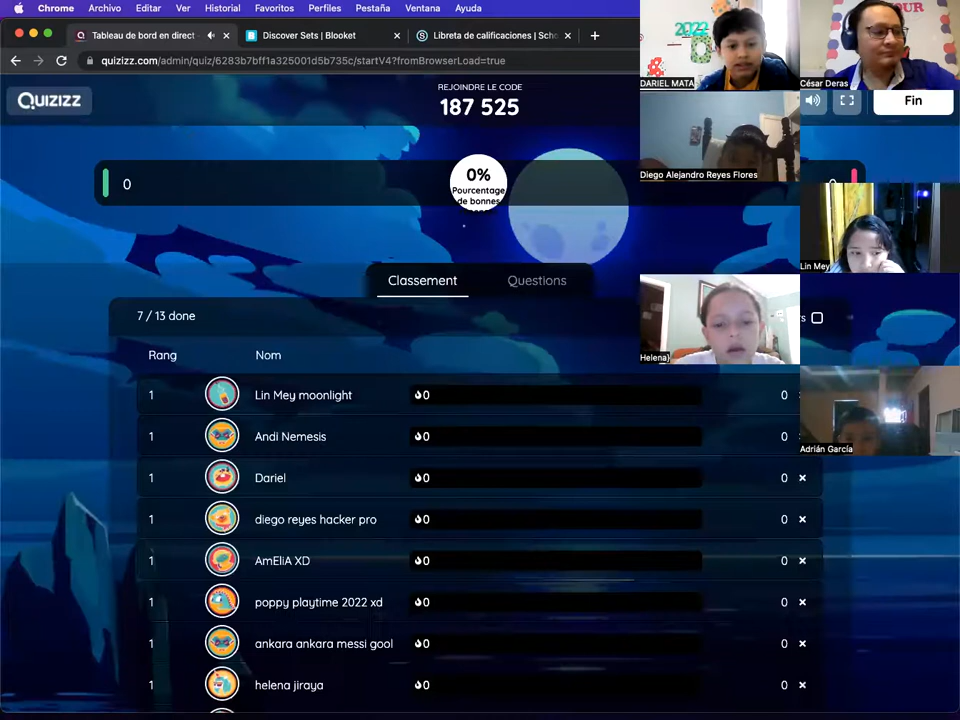 Chrome Archivo Editar Ver Historial Favoritos Perfiles Pestaña Ventana Ayuda
Tableau de bord en direct
Discover Sets | Blooket
Libreta de calificaciones | Scho
quizizz.com/admin/quiz/6283b7bff1a325001d5b735c/startV4?fromBrowserLoad=true
2022
OUR
DARIEL MATA
César Deras
Quizizz
REJOINDRE LE CODE
187 525
Fin
Diego Alejandro Reyes Flores
0
0%
Pourcentage
de bonnes
Lin Mey
Classement
Questions
7 / 13 done
Helena}
Rang
Nom
1 Lin Mey moonlight 0 0
1 Andi Nemesis 0 0
Adrián García
1 Dariel 0 0 ×
1 diego reyes hacker pro 0 0 ×
1 AmEliA XD 0 0 ×
1 poppy playtime 2022 xd 0 0 ×
1 ankara ankara messi gool 0 0 ×
1 helena jiraya 0 0 ×